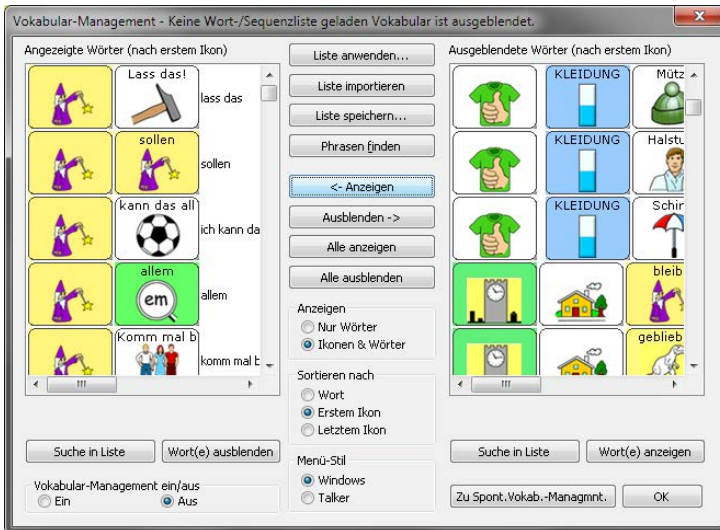 Vokabular-Management - Keine Wort-/Sequenzliste geladen Vokabular ist ausgeblendet.
Angezeigte Wörter (nach erstem Ikon)
Lass das!
lass das
sollen
sollen
kann das all
ich kann da
allem
em
allem
Komm mal b
komm mal b
Suche in Liste
Wort(e) ausblenden
Vokabular-Management ein/aus
Ein
Aus
Liste anwenden...
Liste importieren
Liste speichern...
Phrasen finden
<- Anzeigen
Ausblenden ->
Alle anzeigen
Alle ausblenden
Anzeigen
Nur Wörter
Ikonen & Wörter
Sortieren nach
Wort
Erstem Ikon
Letztem Ikon
Menü-Stil
Windows
Talker
Ausgeblendete Wörter (nach erstem Ikon)
KLEIDUNG
Mütz
KLEIDUNG
Halstu
KLEIDUNG
Schir
bleib
geblieb
Suche in Liste
Wort(e) anzeigen
Zu Spont.Vokab.-Managmnt.
OK